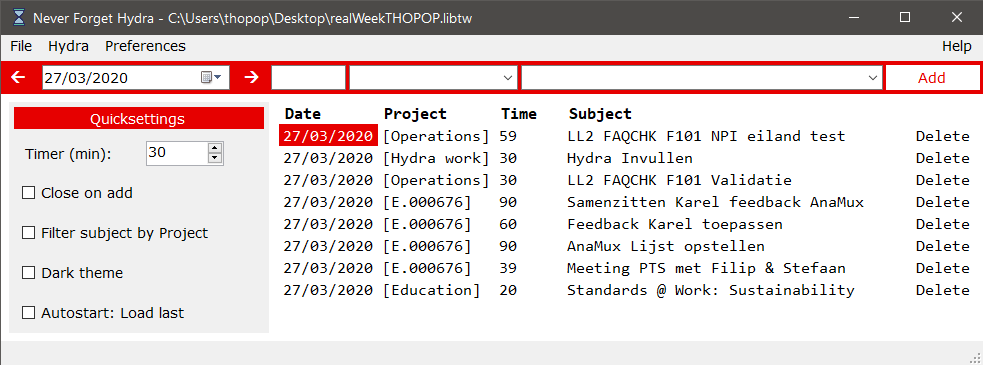 Never Forget Hydra - C:\Users\thopop\Desktop\realWeekTHOPOP.libtw
File Hydra Preferences Help
27/03/2020 Add
Quicksettings
Timer (min): 30
Close on add
Filter subject by Project
Dark theme
Autostart: Load last
Date Project Time Subject
27/03/2020 [Operations] 59 LL2 FAQCHK F101 NPI eiland test Delete
27/03/2020 [Hydra work] 30 Hydra Invullen Delete
27/03/2020 [Operations] 30 LL2 FAQCHK F101 Validatie Delete
27/03/2020 [E.000676] 90 Samenzitten Karel feedback AnaMux Delete
27/03/2020 [E.000676] 60 Feedback Karel toepassen Delete
27/03/2020 [E.000676] 90 AnaMux Lijst opstellen Delete
27/03/2020 [E.000676] 39 Meeting PTS met Filip & Stefaan Delete
27/03/2020 [Education] 20 Standards @ Work: Sustainability Delete